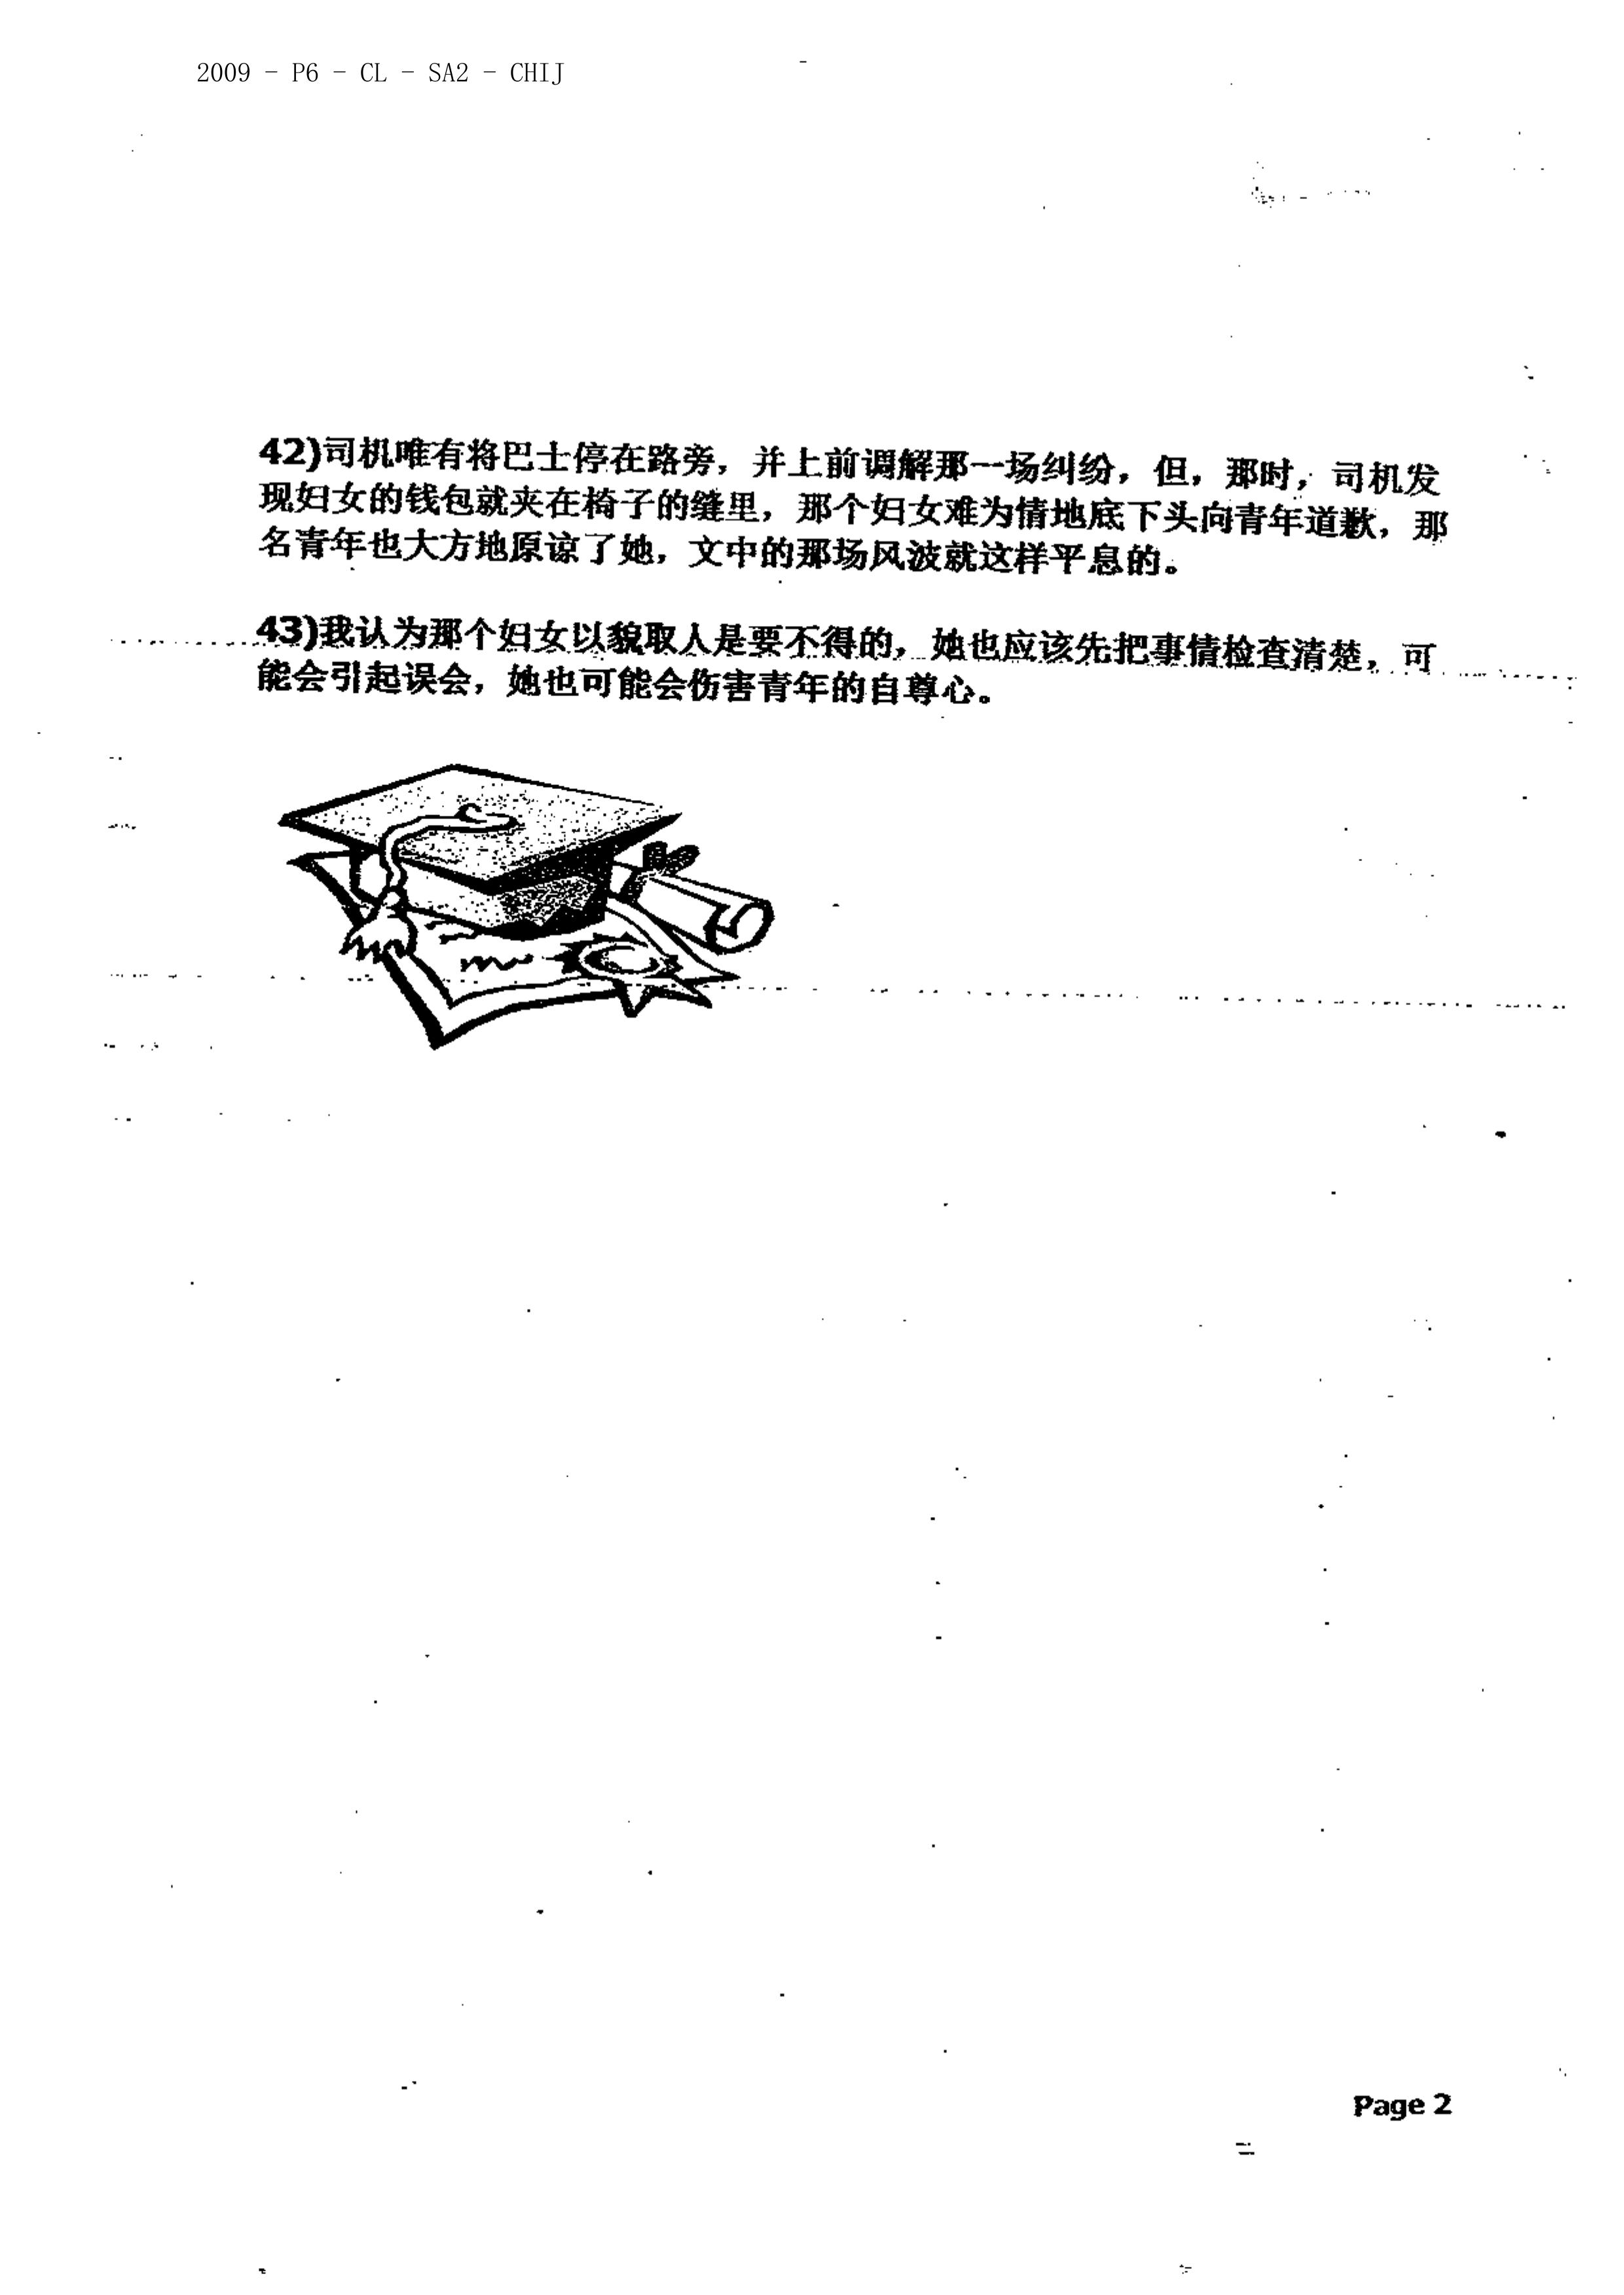 2009 - P6 - CL - SA2 - CHIJ
42)司机唯有将巴士停在路旁，并上前调解那一场纠纷，但，那时，司机发
现妇女的钱包就夹在椅子的缝里，那个妇女难为情地底下头向青年道歉，那
名青年也大方地原谅了她，文中的那场风波就这样平息的。
43)我认为那个妇女以貌取人是要不得的，她也应该先把事情检查清楚，可
能会引起误会，她也可能会伤害青年的自尊心。
Page 2